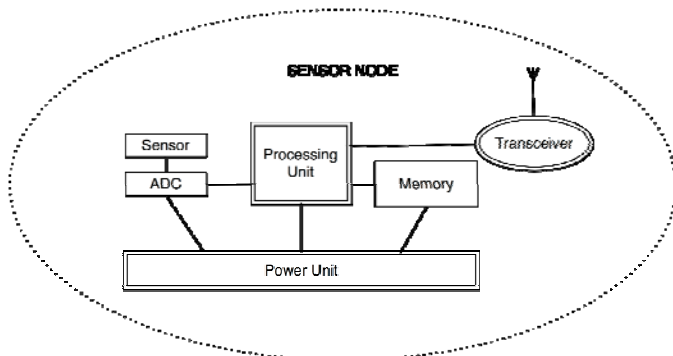 SENSOR NODE
Sensor
ADC
Processing
Unit
Transceiver
Memory
Power Unit